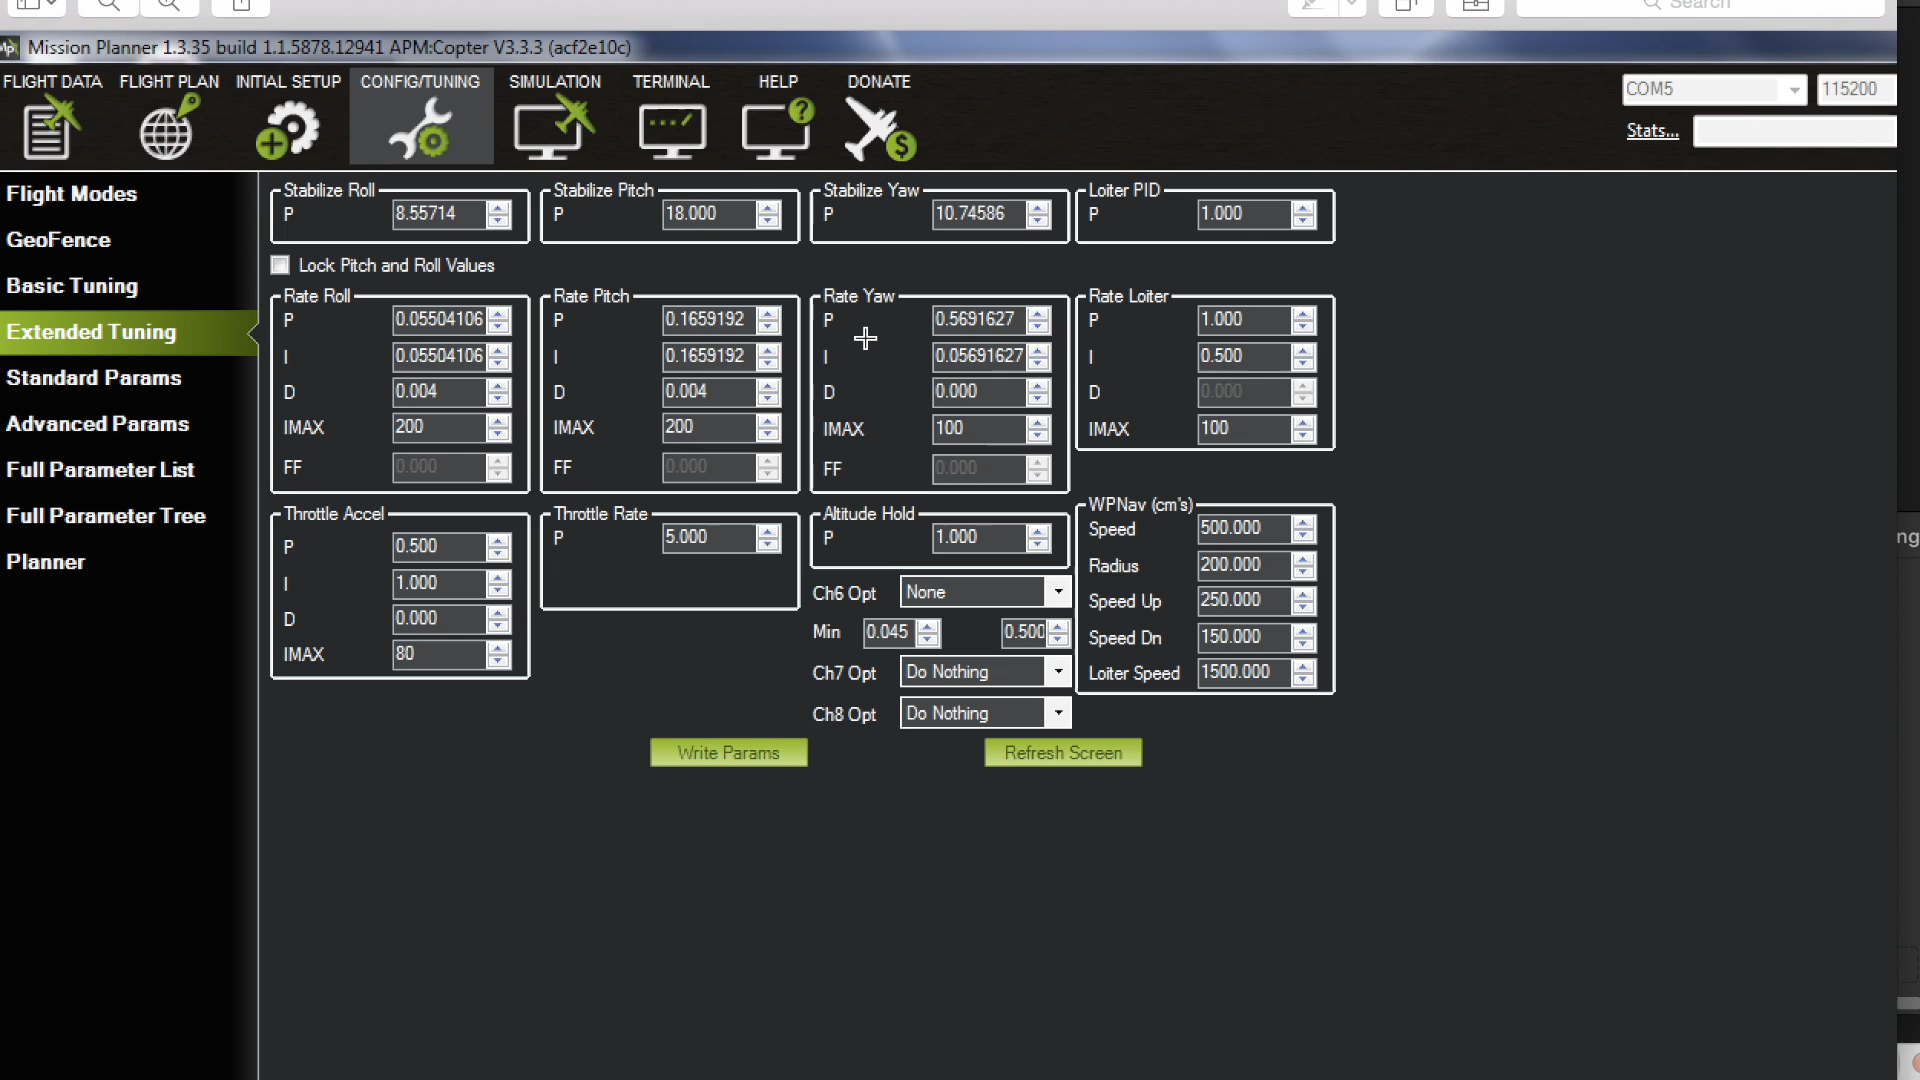 Search
Mission Planner 1.3.35 build 1.1.5878.12941 APM:Copter V3.3.3 (acf2e10c)
FLIGHT DATA FLIGHT PLAN INITIAL SETUP CONFIG/TUNING SIMULATION TERMINAL HELP DONATE
COM5 115200
Stats...
Flight Modes
GeoFence
Basic Tuning
Extended Tuning
Standard Params
Advanced Params
Full Parameter List
Full Parameter Tree
Planner
Stabilize Roll
P 8.55714
Stabilize Pitch
P 18.000
Stabilize Yaw
P 10.74586
Loiter PID
P 1.000
Lock Pitch and Roll Values
Rate Roll
P 0.05504106
I 0.05504106
D 0.004
IMAX 200
FF 0.000
Rate Pitch
P 0.1659192
I 0.1659192
D 0.004
IMAX 200
FF 0.000
Rate Yaw
P 0.5691627
I 0.05691627
D 0.000
IMAX 100
FF 0.000
Rate Loiter
P 1.000
I 0.500
D 0.000
IMAX 100
Throttle Accel
P 0.500
I 1.000
D 0.000
IMAX 80
Throttle Rate
P 5.000
Altitude Hold
P 1.000
Ch6 Opt None
Min 0.045 0.500
Ch7 Opt Do Nothing
Ch8 Opt Do Nothing
WPNav (cm's)
Speed 500.000
Radius 200.000
Speed Up 250.000
Speed Dn 150.000
Loiter Speed 1500.000
Write Params Refresh Screen
ng